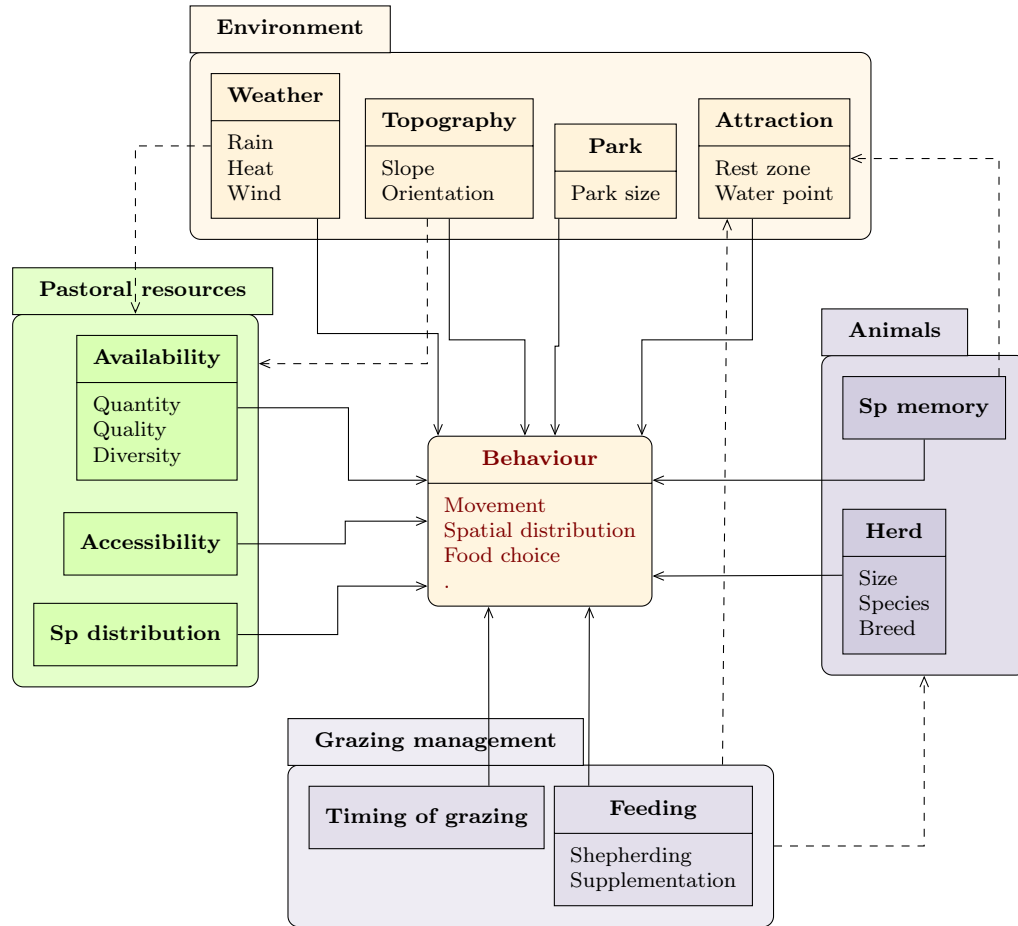 Environment
Weather
Rain
Heat
Wind
Topography
Slope
Orientation
Park
Park size
Attraction
Rest zone
Water point
Pastoral resources
Availability
Quantity
Quality
Diversity
Accessibility
Sp distribution
Behaviour
Movement
Spatial distribution
Food choice
.
Animals
Sp memory
Herd
Size
Species
Breed
Grazing management
Timing of grazing
Feeding
Shepherding
Supplementation